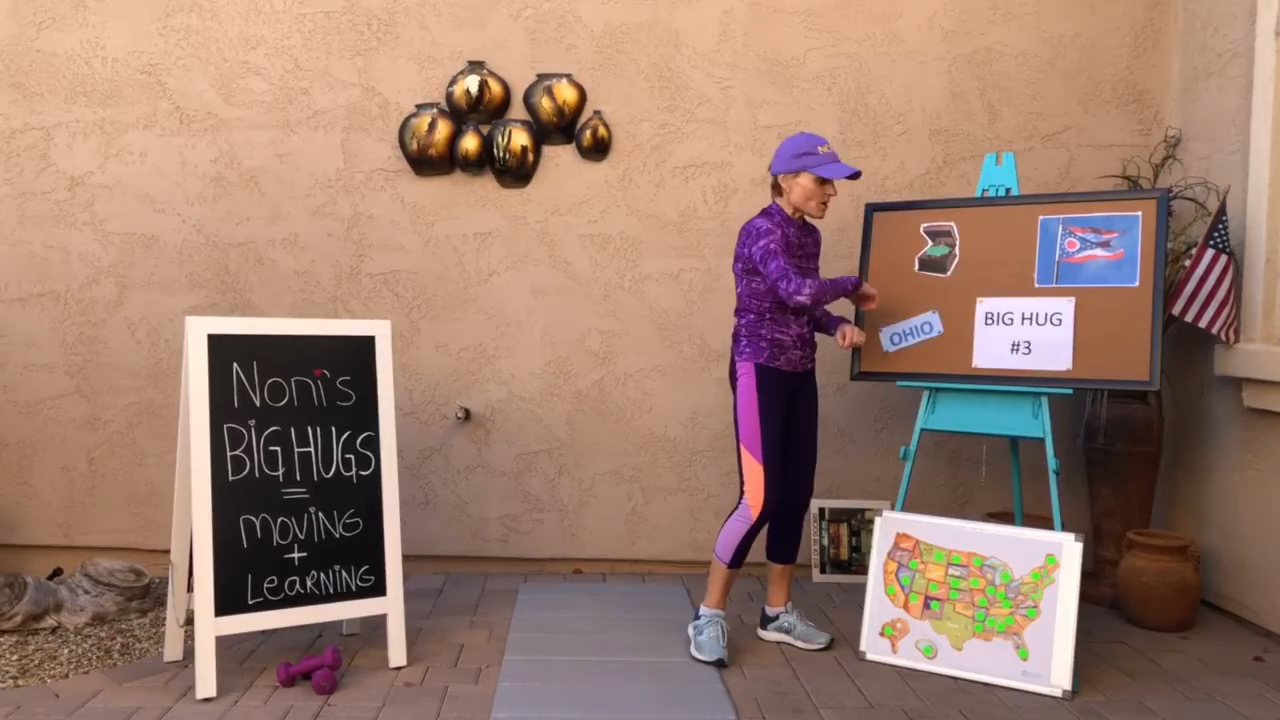 Noni's
BIG HUGS
=
MOVING
+
LEARNING
OHIO
BIG HUG
#3